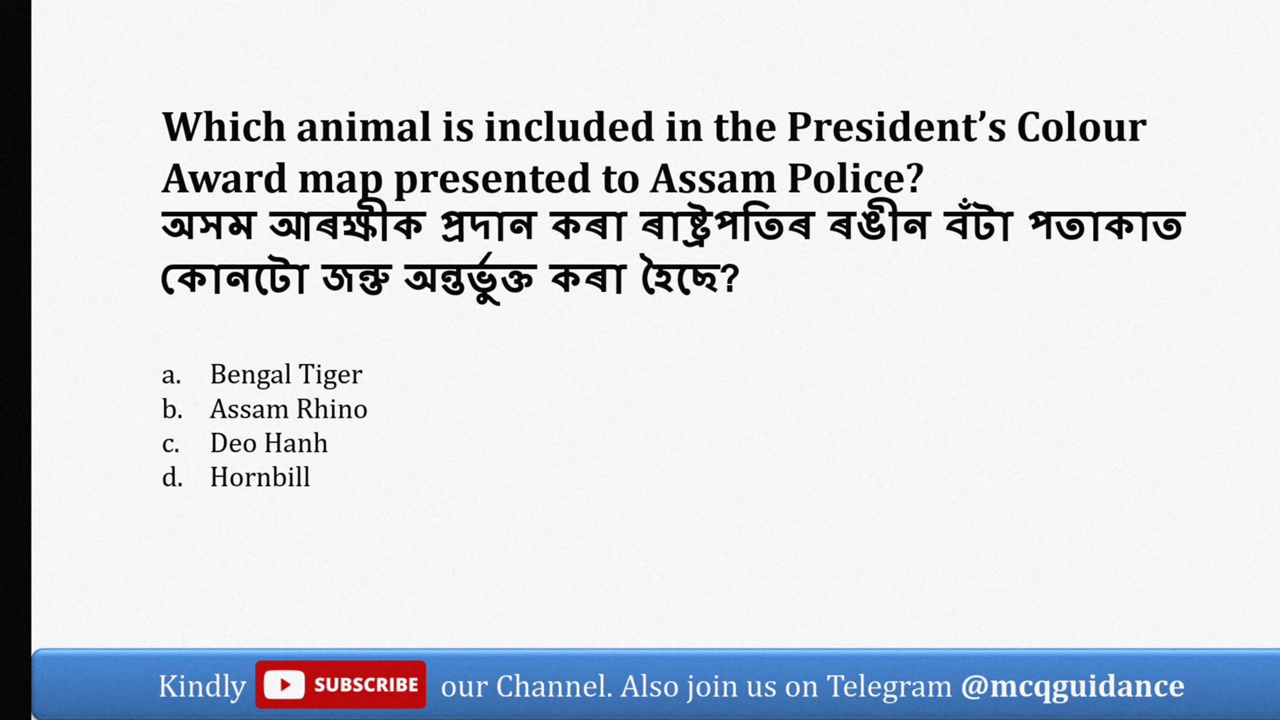 Which animal is included in the President’s Colour
Award map presented to Assam Police?
অসম আৰক্ষীক প্ৰদান কৰা ৰাষ্ট্ৰপতিৰ ৰঙীন বঁটা পতাকাত
কোনটো জন্তু অন্তৰ্ভুক্ত কৰা হৈছে?
a. Bengal Tiger
b. Assam Rhino
c. Deo Hanh
d. Hornbill
Kindly SUBSCRIBE our Channel. Also join us on Telegram @mcqguidance